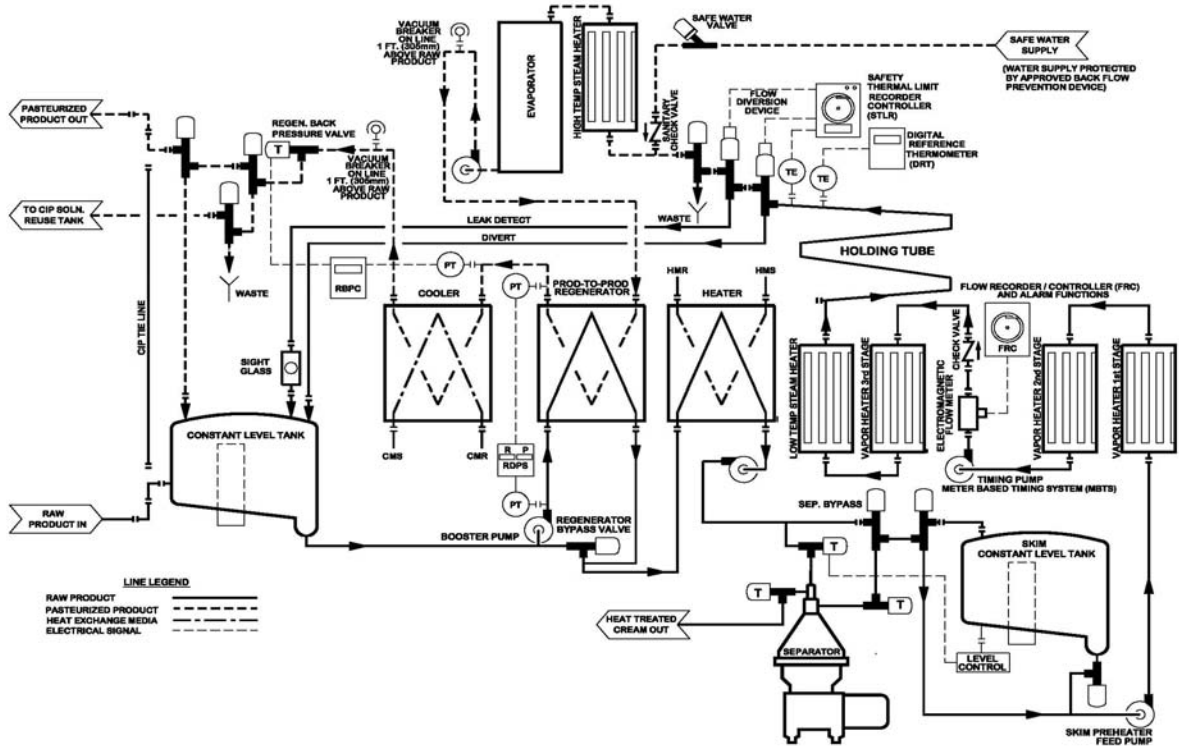 VACUUM
BREAKER
ON LINE
1 FT. (305mm)
ABOVE RAW
PRODUCT
EVAPORATOR
HIGH TEMP STEAM HEATER
SAFE WATER
VALVE
SAFE WATER
SUPPLY
(WATER SUPPLY PROTECTED
BY APPROVED BACK FLOW
PREVENTION DEVICE)
SANITARY
CHECK VALVE
FLOW
DIVERSION
DEVICE
SAFETY
THERMAL LIMIT
RECORDER
CONTROLLER
(STLR)
DIGITAL
REFERENCE
THERMOMETER
(DRT)
TE
TE
PASTEURIZED
PRODUCT OUT
REGEN. BACK
PRESSURE VALVE
T
VACUUM
BREAKER
ON LINE
1 FT. (305mm)
ABOVE RAW
PRODUCT
TO CIP SOLN.
REUSE TANK
WASTE
WASTE
LEAK DETECT
DIVERT
HOLDING TUBE
CIP TIE LINE
RBPC
PT
PT
COOLER
PROD-TO-PROD
REGENERATOR
HMR
HMS
HEATER
FLOW RECORDER / CONTROLLER (FRC)
AND ALARM FUNCTIONS
FRC
SIGHT
GLASS
LOW TEMP STEAM HEATER
VAPOR HEATER 3rd STAGE
CHECK VALVE
ELECTROMAGNETIC
FLOW METER
VAPOR HEATER 2nd STAGE
VAPOR HEATER 1st STAGE
CONSTANT LEVEL TANK
CMS
CMR
R P
RDPS
PT
TIMING PUMP
METER BASED TIMING SYSTEM (MBTS)
RAW
PRODUCT IN
BOOSTER PUMP
REGENERATOR
BYPASS VALVE
SEP. BYPASS
SKIM
CONSTANT LEVEL TANK
T
T
T
LINE LEGEND
RAW PRODUCT
PASTEURIZED PRODUCT
HEAT EXCHANGE MEDIA
ELECTRICAL SIGNAL
HEAT TREATED
CREAM OUT
SEPARATOR
LEVEL
CONTROL
SKIM PREHEATER
FEED PUMP